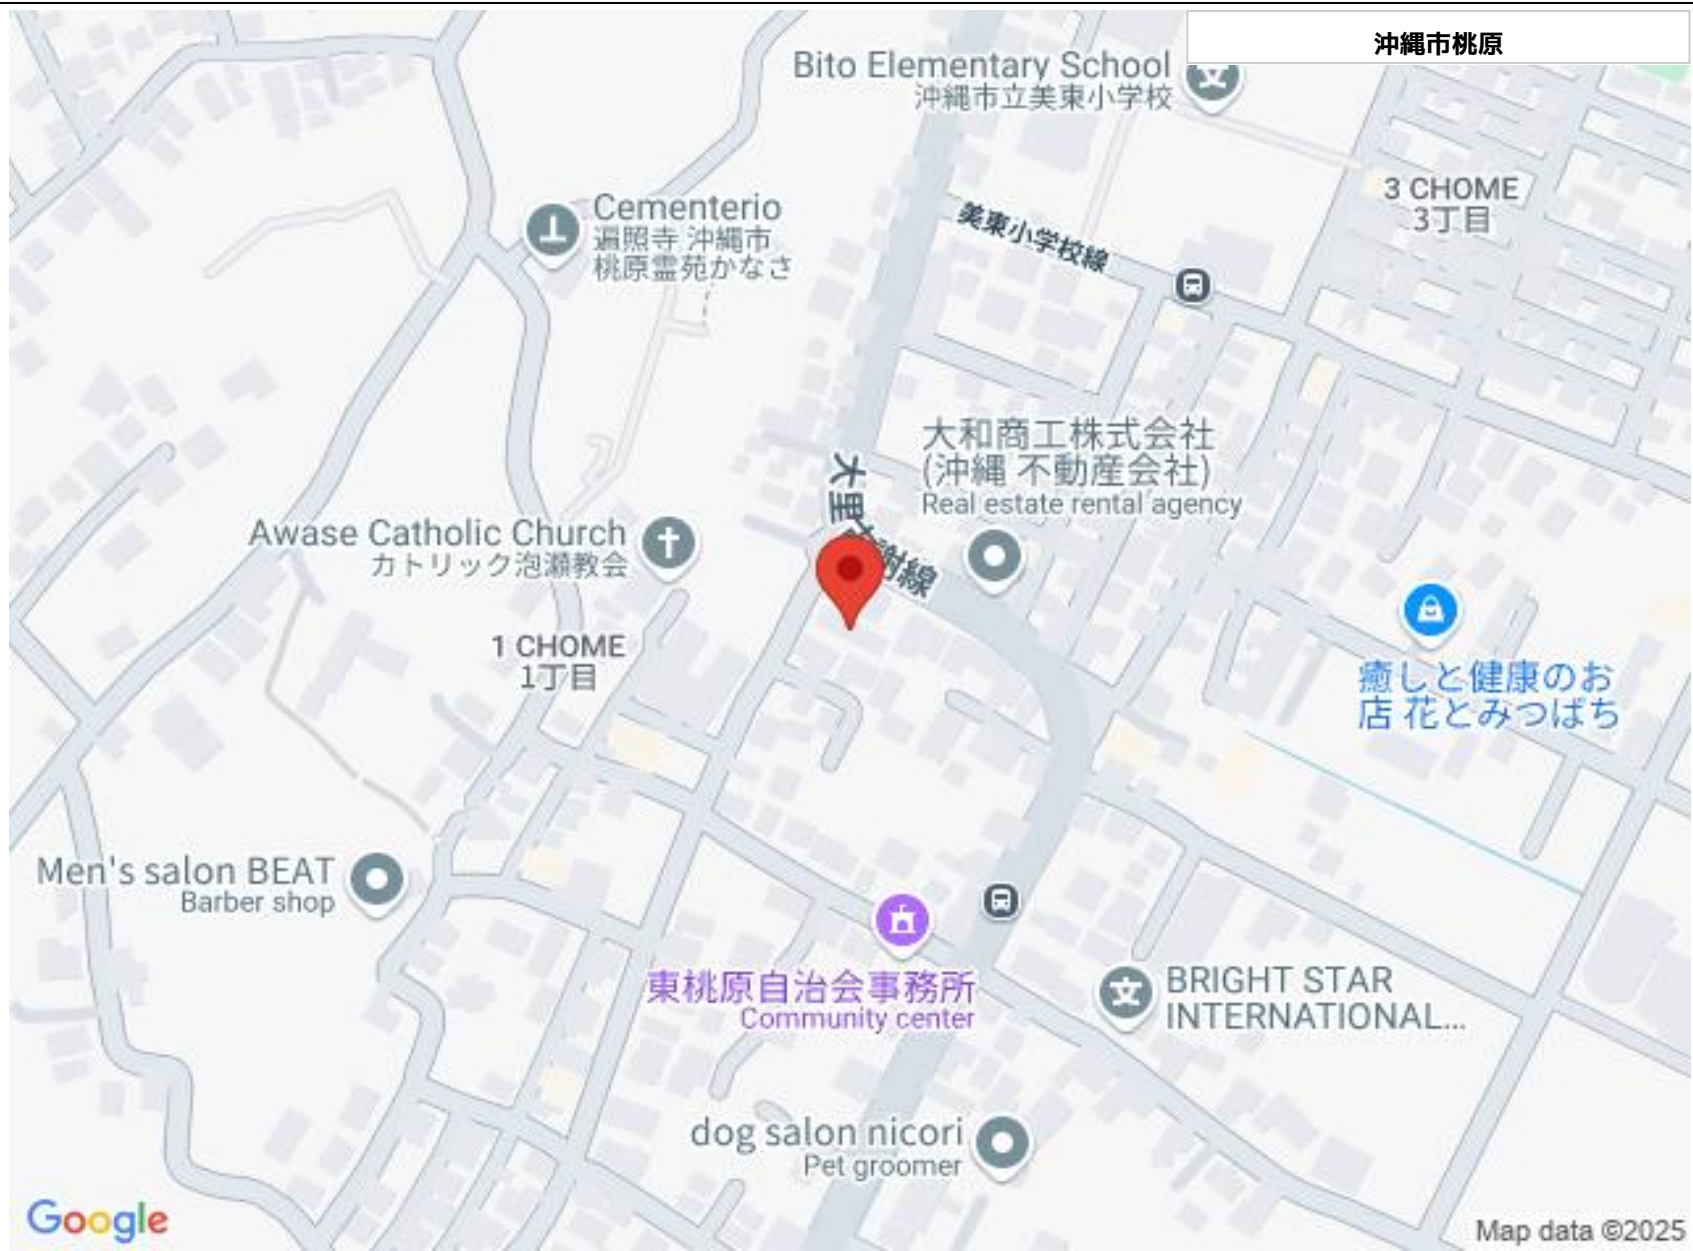 沖縄市桃原
Bito Elementary School
沖縄市立美東小学校
3 CHOME
3丁目
Cementerio
遍照寺 沖縄市
桃原霊苑かなさ
美東小学校線
大和商工株式会社
(沖縄 不動産会社)
Real estate rental agency
大里
謝線
Awase Catholic Church
カトリック泡瀬教会
1 CHOME
1丁目
癒しと健康のお
店 花とみつばち
Men's salon BEAT
Barber shop
東桃原自治会事務所
Community center
BRIGHT STAR
INTERNATIONAL...
dog salon nicori
Pet groomer
Google
Map data ©2025